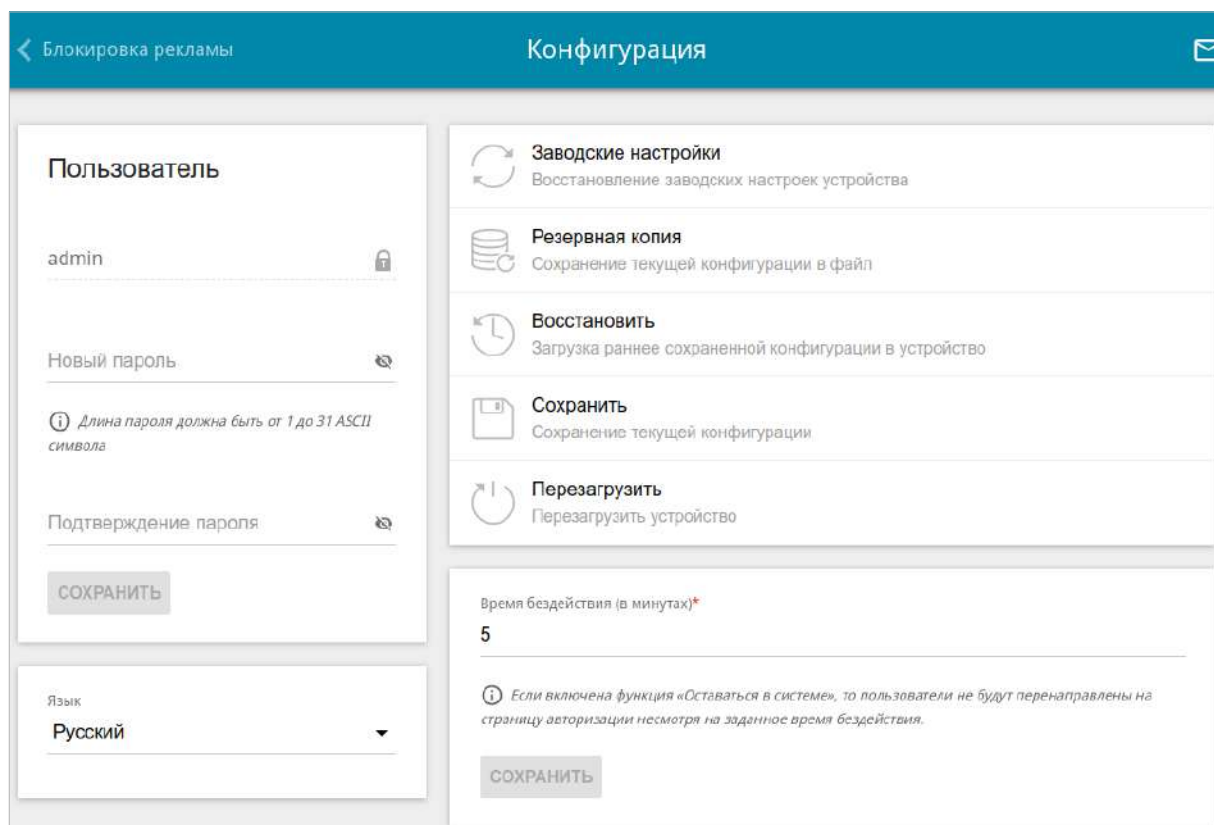 Блокировка рекламы
Конфигурация
Пользователь
admin
Новый пароль
Длина пароля должна быть от 1 до 31 ASCII
символа
Подтверждение пароля
СОХРАНИТЬ
Язык
Русский
Заводские настройки
Восстановление заводских настроек устройства
Резервная копия
Сохранение текущей конфигурации в файл
Восстановить
Загрузка раннее сохраненной конфигурации в устройство
Сохранить
Сохранение текущей конфигурации
Перезагрузить
Перезагрузить устройство
Время бездействия (в минутах)*
5
Если включена функция «Оставаться в системе», то пользователи не будут перенаправлены на
страницу авторизации несмотря на заданное время бездействия.
СОХРАНИТЬ